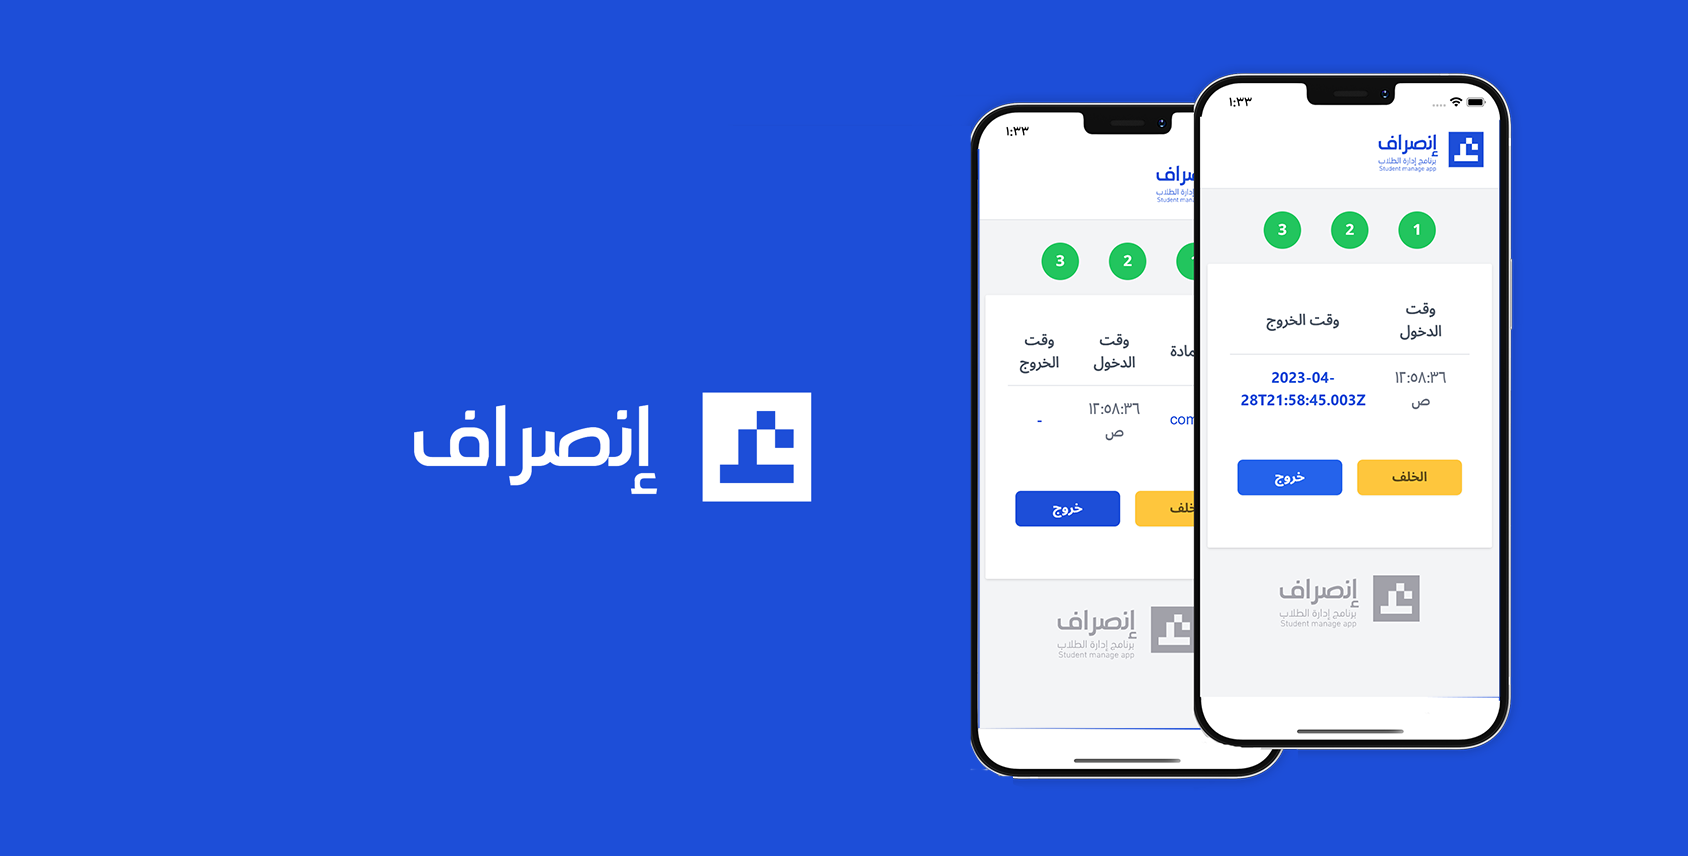 إنصراف
١:٣٣
إدارة الطلاب
3 2
وقت
الدخول
وقت
الخروج
١٢:٥٨:٣٦
ص
-
خروج
إنصراف
برنامج إدارة الطلاب
Student manage app
١:٣٣
إنصراف
برنامج إدارة الطلاب
Student manage app
1 2 3
وقت
الدخول
وقت الخروج
١٢:٥٨:٣٦
ص
2023-04-
28T21:58:45.003Z
الخلف
خروج
إنصراف
برنامج إدارة الطلاب
Student manage app